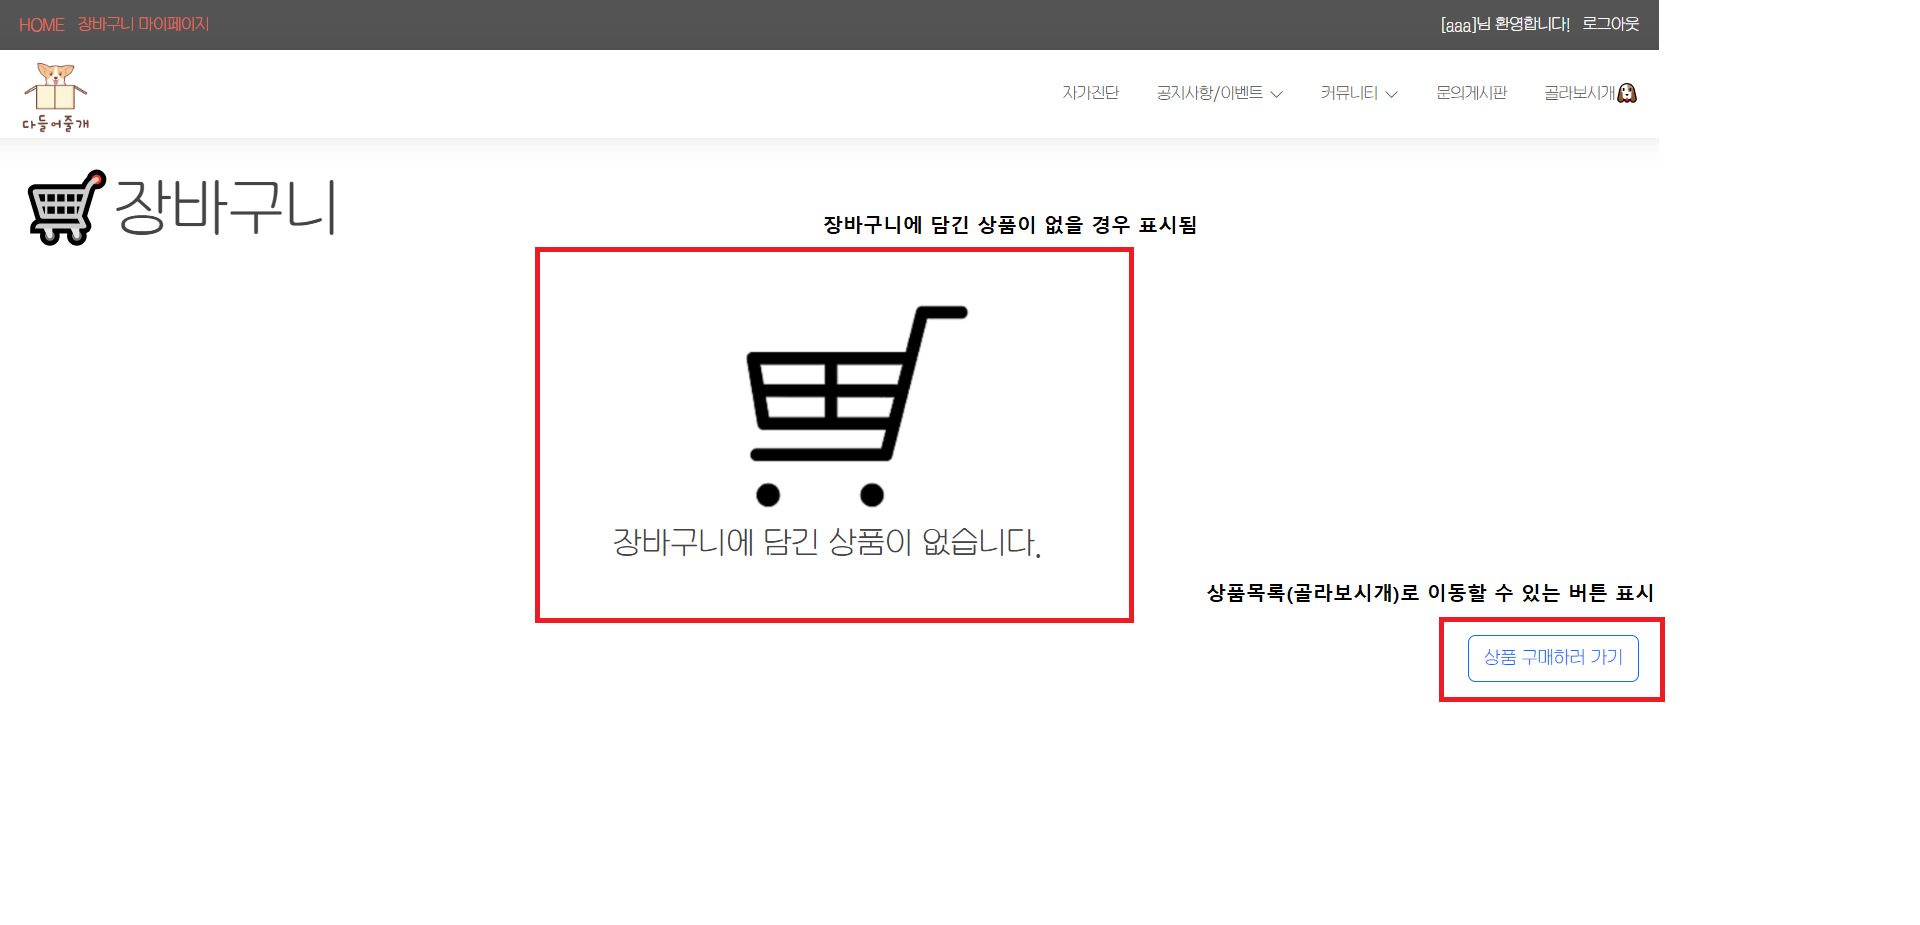 HOME 장바구니 마이페이지 [aaa]님 환영합니다! 로그아웃
다들어줄개
자가진단 공지사항/이벤트 커뮤니티 문의게시판 골라보시개
장바구니
장바구니에 담긴 상품이 없을 경우 표시됨
장바구니에 담긴 상품이 없습니다.
상품목록(골라보시개)로 이동할 수 있는 버튼 표시
상품 구매하러 가기